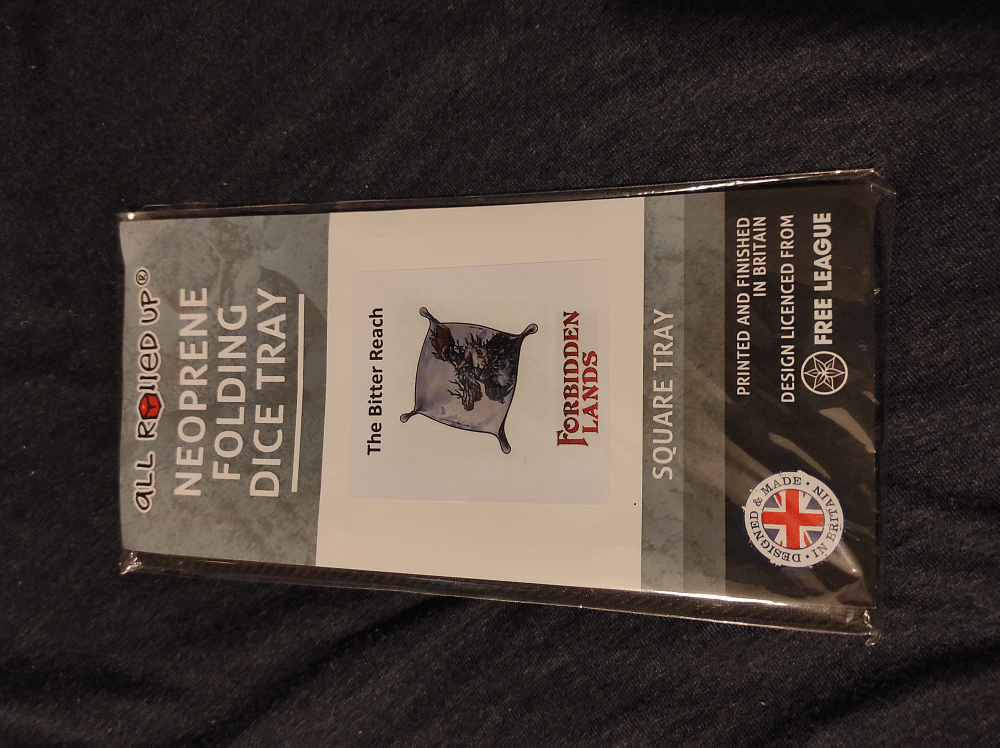 ALL ROLLED UP®
NEOPRENE
FOLDING
DICE TRAY
The Bitter Reach
FORBIDDEN
LANDS
SQUARE TRAY
PRINTED AND FINISHED
IN BRITAIN
DESIGN LICENCED FROM
FREE LEAGUE
DESIGNED & MADE
IN BRITAIN